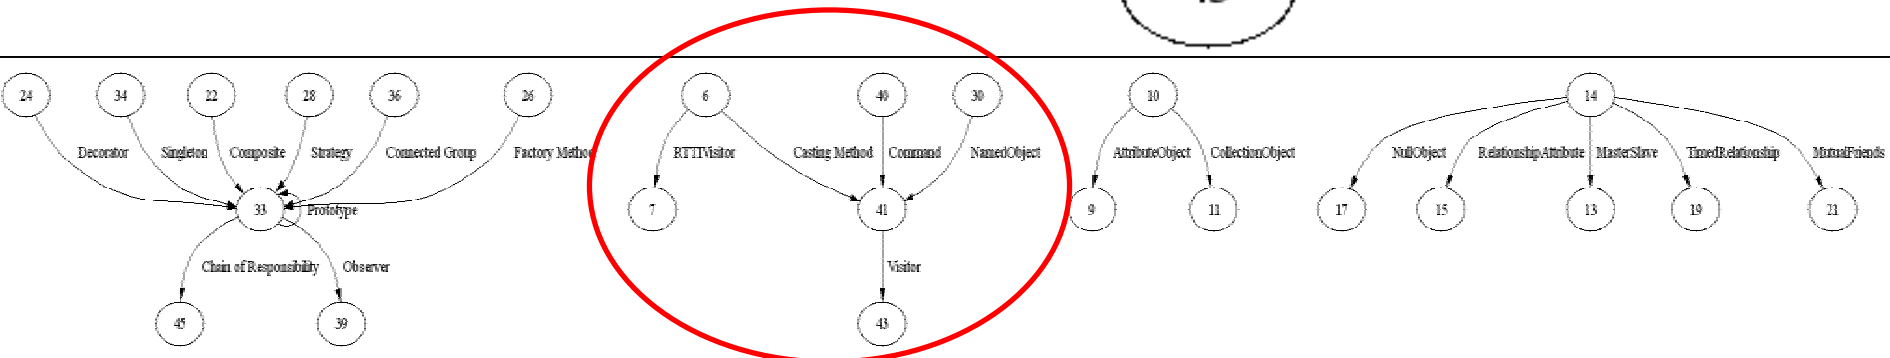 24 34 22 28 36 26 6 40 30 10 14
Decorator Singleton Composite Strategy Connected Group Factory Method RTTIVisitor Casting Method Command NamedObject AttributeObject CollectionObject NullObject RelationshipAttribute MasterSlave TimedRelationship MutualFriends
33 Prototype 7 41 9 11 17 15 13 19 21
Chain of Responsibility Observer Visitor
45 39 43